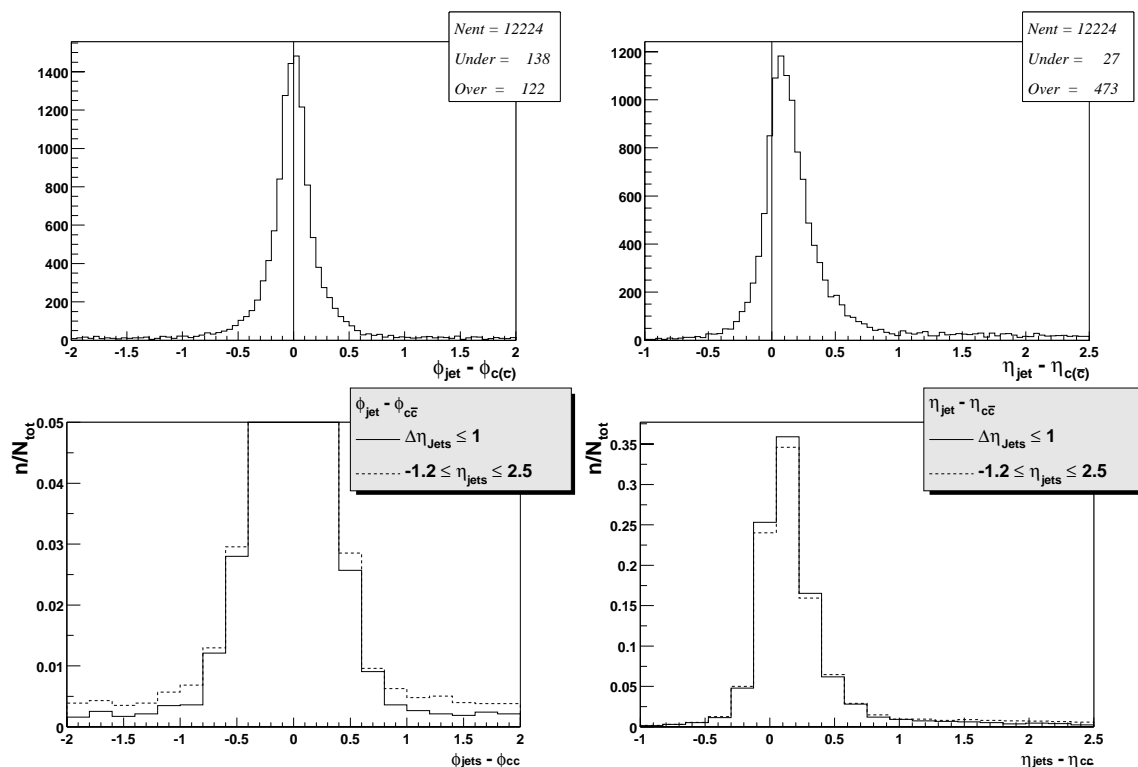 Nent = 12224
Under = 138
Over = 122
1400
1200
1000
800
600
400
200
0
-2 -1.5 -1 -0.5 0 0.5 1 1.5 2
ϕjet - ϕc(c̄)
Nent = 12224
Under = 27
Over = 473
1200
1000
800
600
400
200
0
-1 -0.5 0 0.5 1 1.5 2 2.5
ηjet - ηc(c̄)
n/Ntot
ϕjet - ϕcc̄
ΔηJets ≤ 1
-1.2 ≤ ηjets ≤ 2.5
0.05
0.04
0.03
0.02
0.01
0
-2 -1.5 -1 -0.5 0 0.5 1 1.5 2
ϕjets - ϕcc
n/Ntot
ηjet - ηcc̄
ΔηJets ≤ 1
-1.2 ≤ ηjets ≤ 2.5
0.35
0.3
0.25
0.2
0.15
0.1
0.05
0
-1 -0.5 0 0.5 1 1.5 2 2.5
ηjets - ηcc